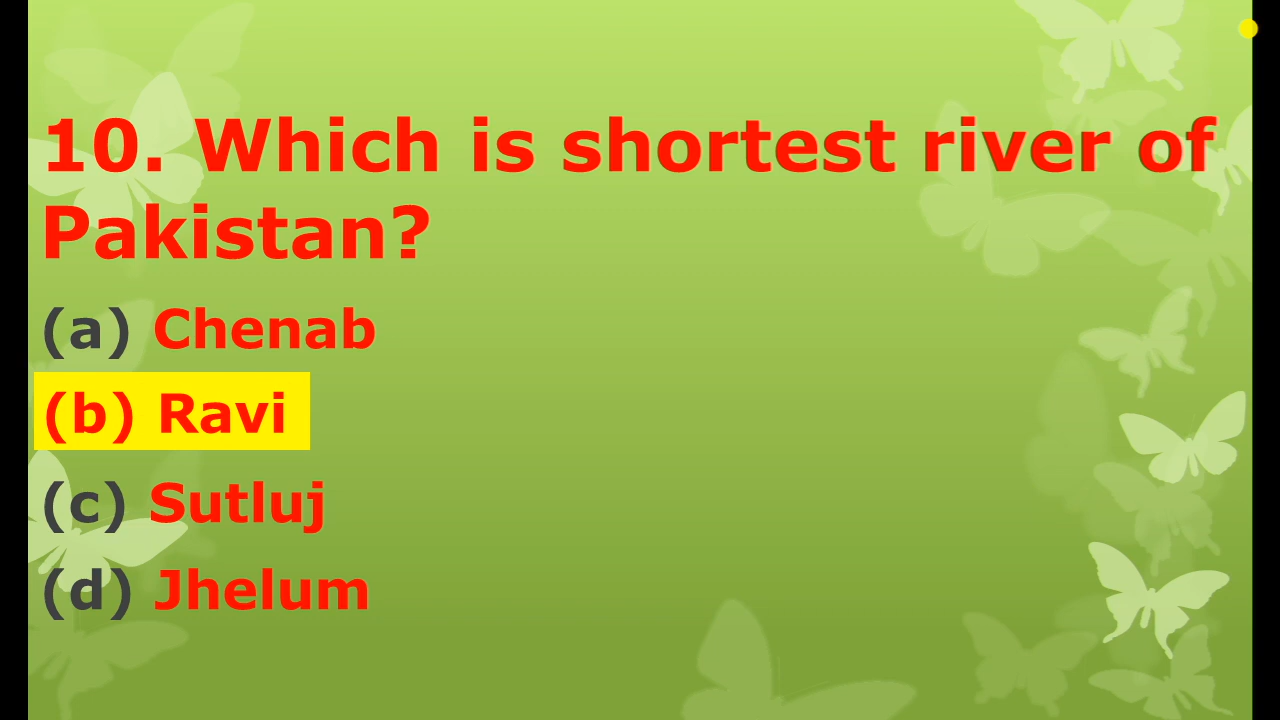 10. Which is shortest river of
Pakistan?
(a) Chenab
(b) Ravi
(c) Sutluj
(d) Jhelum